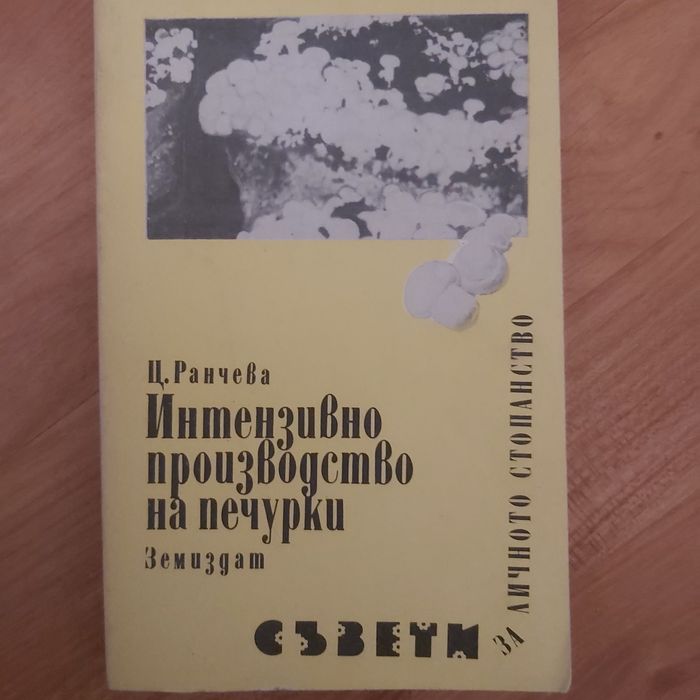 Ц. Ранчева
Интензивно
производство
на печурки
Земиздат
СЪВЕТИ
ЗА ЛИЧНОТО СТОПАНСТВО